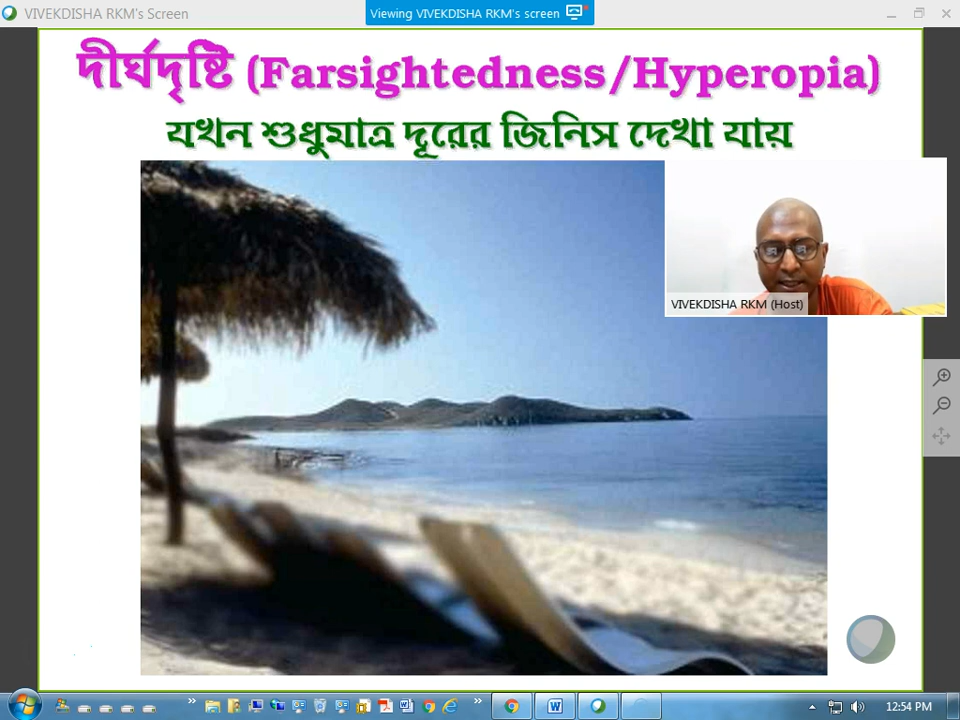 VIVEKDISHA RKM's Screen
Viewing VIVEKDISHA RKM's screen
দীর্ঘদৃষ্টি (Farsightedness/Hyperopia)
যখন শুধুমাত্র দূরের জিনিস দেখা যায়
VIVEKDISHA RKM (Host)
12:54 PM